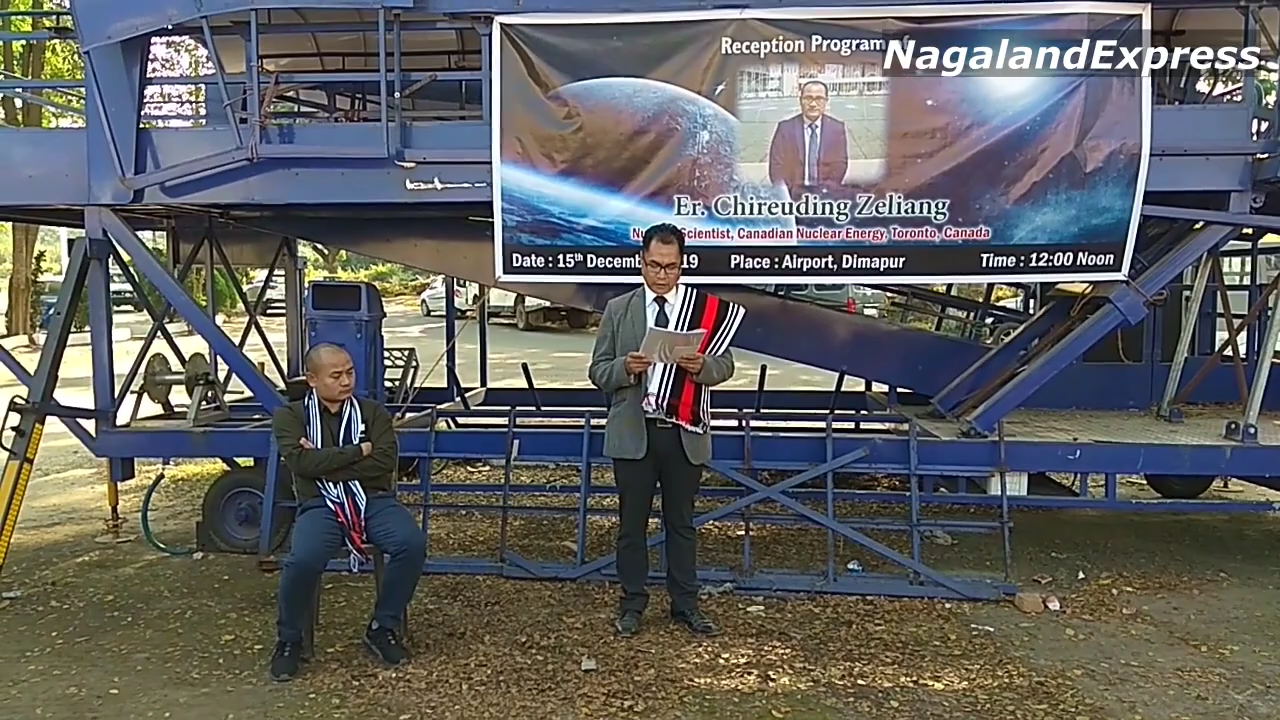 Reception Program
NagalandExpress
Er. Chireuding Zeliang
Scientist, Canadian Nuclear Energy, Toronto, Canada
Date : 15th Decem 19 Place : Airport, Dimapur Time : 12:00 Noon